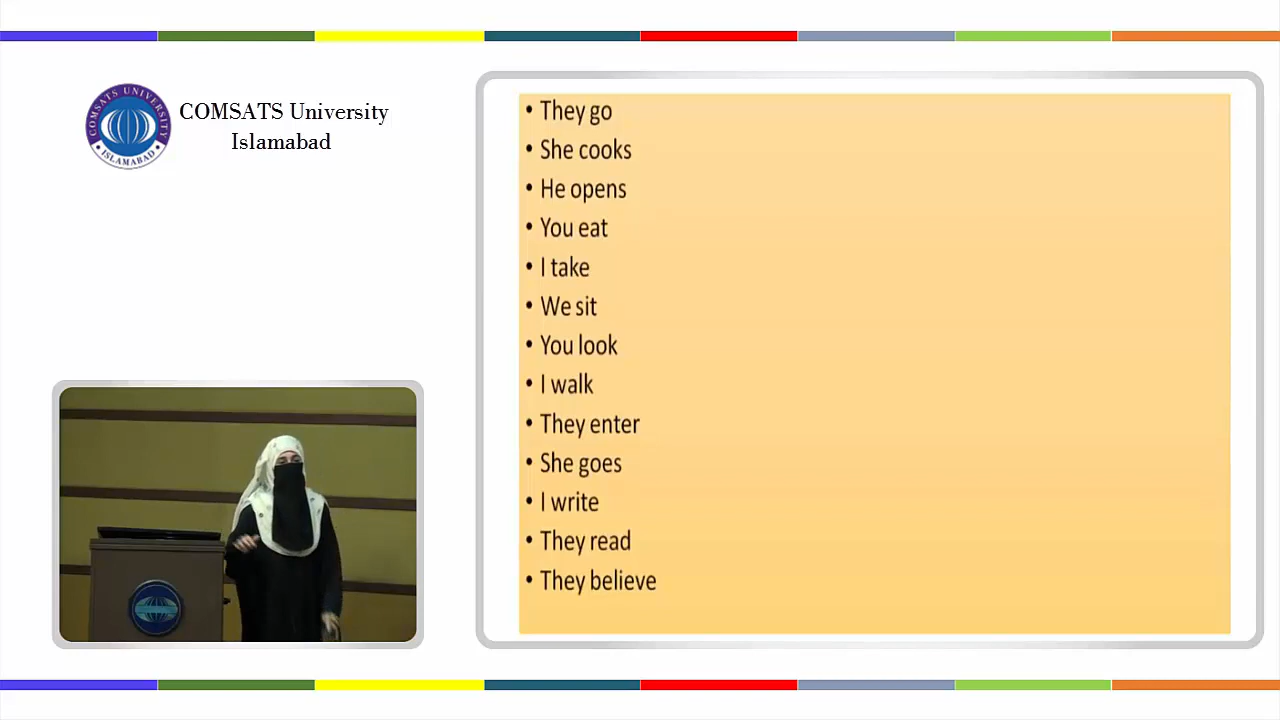 COMSATS University
Islamabad
COMSATS UNIVERSITY
ISLAMABAD
• They go
• She cooks
• He opens
• You eat
• I take
• We sit
• You look
• I walk
• They enter
• She goes
• I write
• They read
• They believe